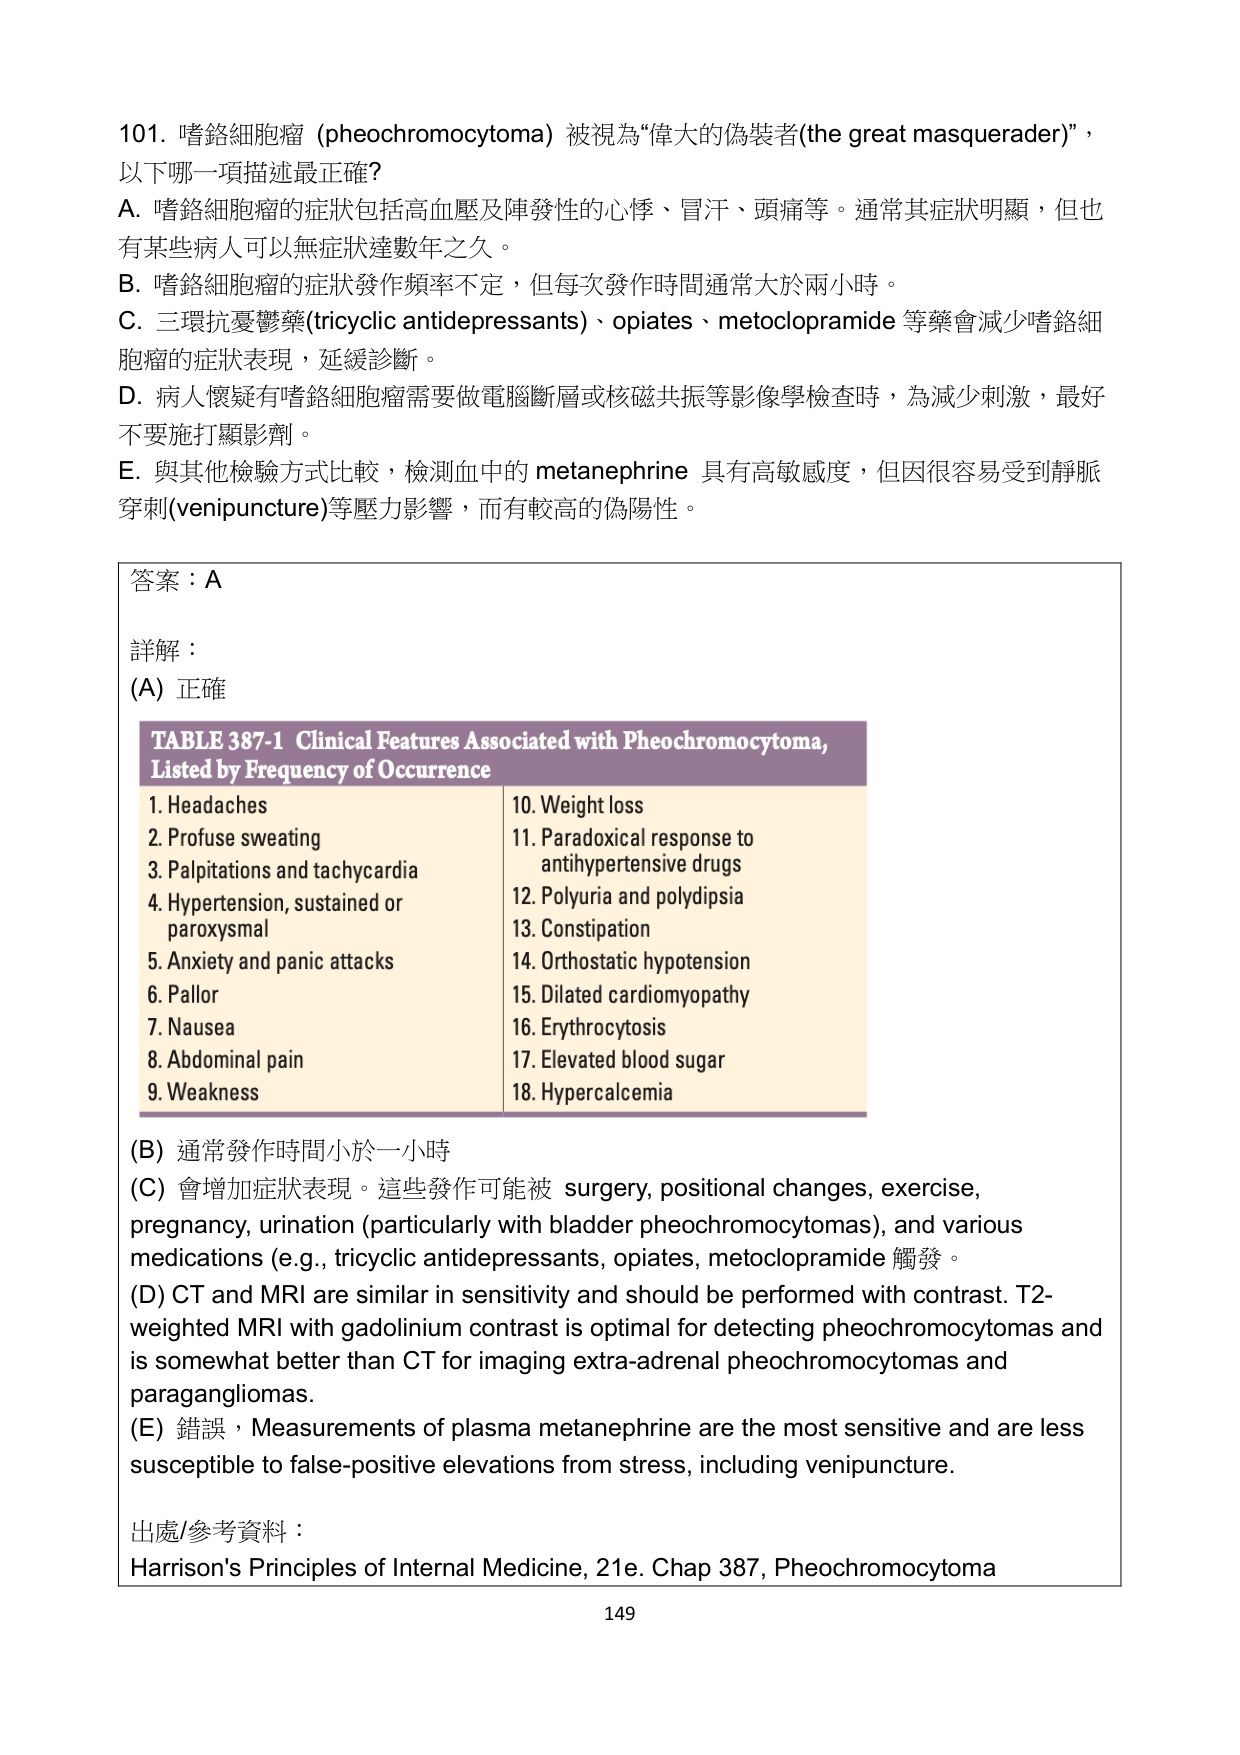 101. 嗜鉻細胞瘤 (pheochromocytoma) 被視為“偉大的偽裝者(the great masquerader)”，
以下哪一項描述最正確?
A. 嗜鉻細胞瘤的症狀包括高血壓及陣發性的心悸、冒汗、頭痛等。通常其症狀明顯，但也
有某些病人可以無症狀達數年之久。
B. 嗜鉻細胞瘤的症狀發作頻率不定，但每次發作時間通常大於兩小時。
C. 三環抗憂鬱藥(tricyclic antidepressants)、opiates、metoclopramide 等藥會減少嗜鉻細
胞瘤的症狀表現，延緩診斷。
D. 病人懷疑有嗜鉻細胞瘤需要做電腦斷層或核磁共振等影像學檢查時，為減少刺激，最好
不要施打顯影劑。
E. 與其他檢驗方式比較，檢測血中的 metanephrine 具有高敏感度，但因很容易受到靜脈
穿刺(venipuncture)等壓力影響，而有較高的偽陽性。
答案：A
詳解：
(A) 正確
TABLE 387-1 Clinical Features Associated with Pheochromocytoma,
Listed by Frequency of Occurrence
1. Headaches
2. Profuse sweating
3. Palpitations and tachycardia
4. Hypertension, sustained or
paroxysmal
5. Anxiety and panic attacks
6. Pallor
7. Nausea
8. Abdominal pain
9. Weakness
10. Weight loss
11. Paradoxical response to
antihypertensive drugs
12. Polyuria and polydipsia
13. Constipation
14. Orthostatic hypotension
15. Dilated cardiomyopathy
16. Erythrocytosis
17. Elevated blood sugar
18. Hypercalcemia
(B) 通常發作時間小於一小時
(C) 會增加症狀表現。這些發作可能被 surgery, positional changes, exercise,
pregnancy, urination (particularly with bladder pheochromocytomas), and various
medications (e.g., tricyclic antidepressants, opiates, metoclopramide 觸發。
(D) CT and MRI are similar in sensitivity and should be performed with contrast. T2-
weighted MRI with gadolinium contrast is optimal for detecting pheochromocytomas and
is somewhat better than CT for imaging extra-adrenal pheochromocytomas and
paragangliomas.
(E) 錯誤，Measurements of plasma metanephrine are the most sensitive and are less
susceptible to false-positive elevations from stress, including venipuncture.
出處/參考資料：
Harrison's Principles of Internal Medicine, 21e. Chap 387, Pheochromocytoma
149